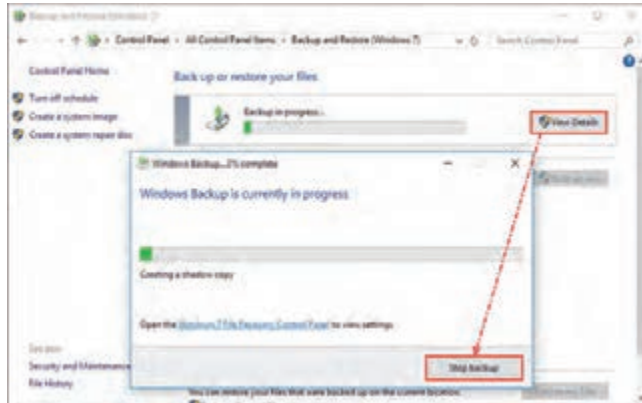 Backup and Restore (Windows 7)
Control Panel › All Control Panel Items › Backup and Restore (Windows 7)
Search Control Panel
Control Panel Home
Turn off schedule
Create a system image
Create a system repair disc
Back up or restore your files
Backup in progress...
View Details
Windows Backup...2% complete
Windows Backup is currently in progress
Creating a shadow copy
Open the Windows 7 File Recovery Control Panel to view settings.
Stop backup
See also
Security and Maintenance
File History
You can restore your files that were backed up on the current location.